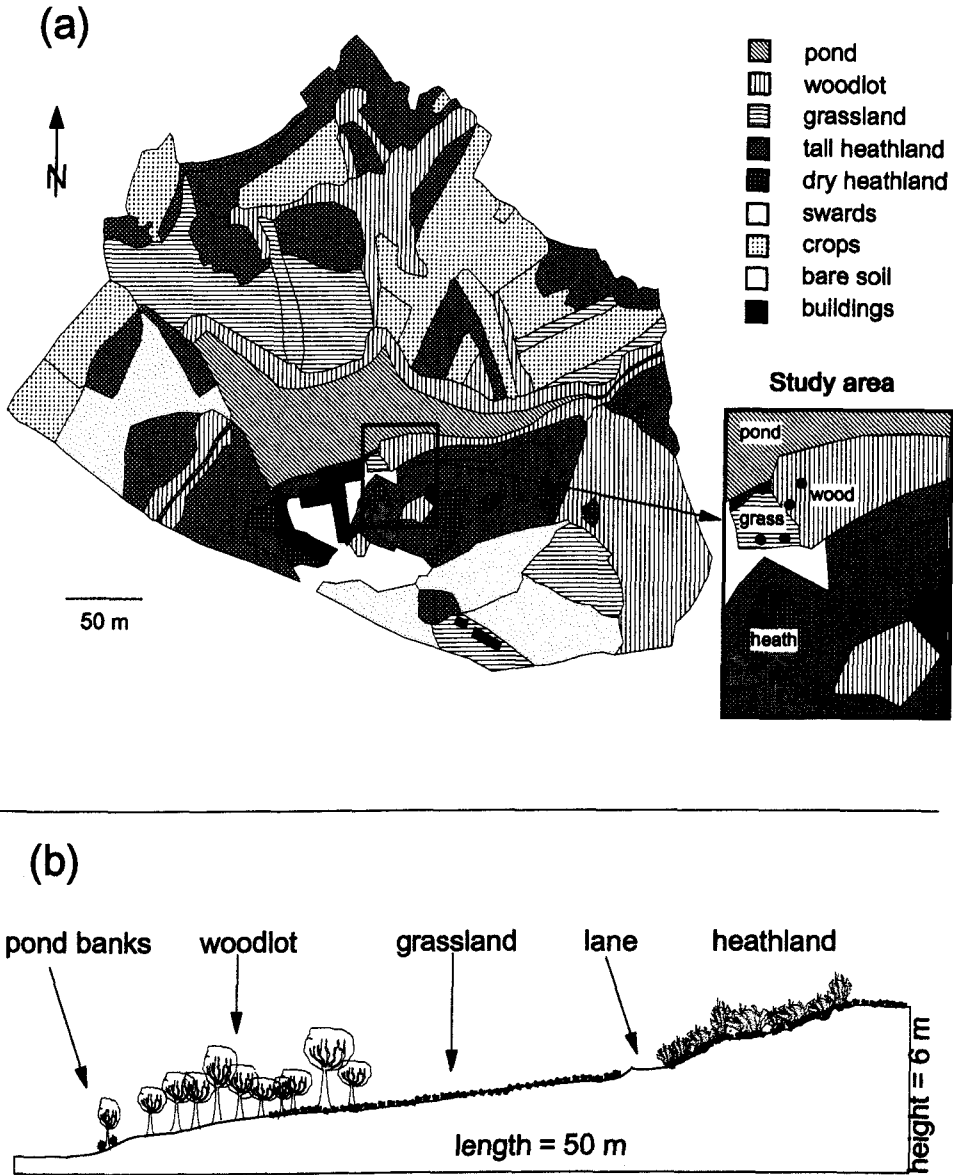 (a)
N
pond
woodlot
grassland
tall heathland
dry heathland
swards
crops
bare soil
buildings
50 m
Study area
pond
wood
grass
heath
(b)
pond banks
woodlot
grassland
lane
heathland
length = 50 m
height = 6 m